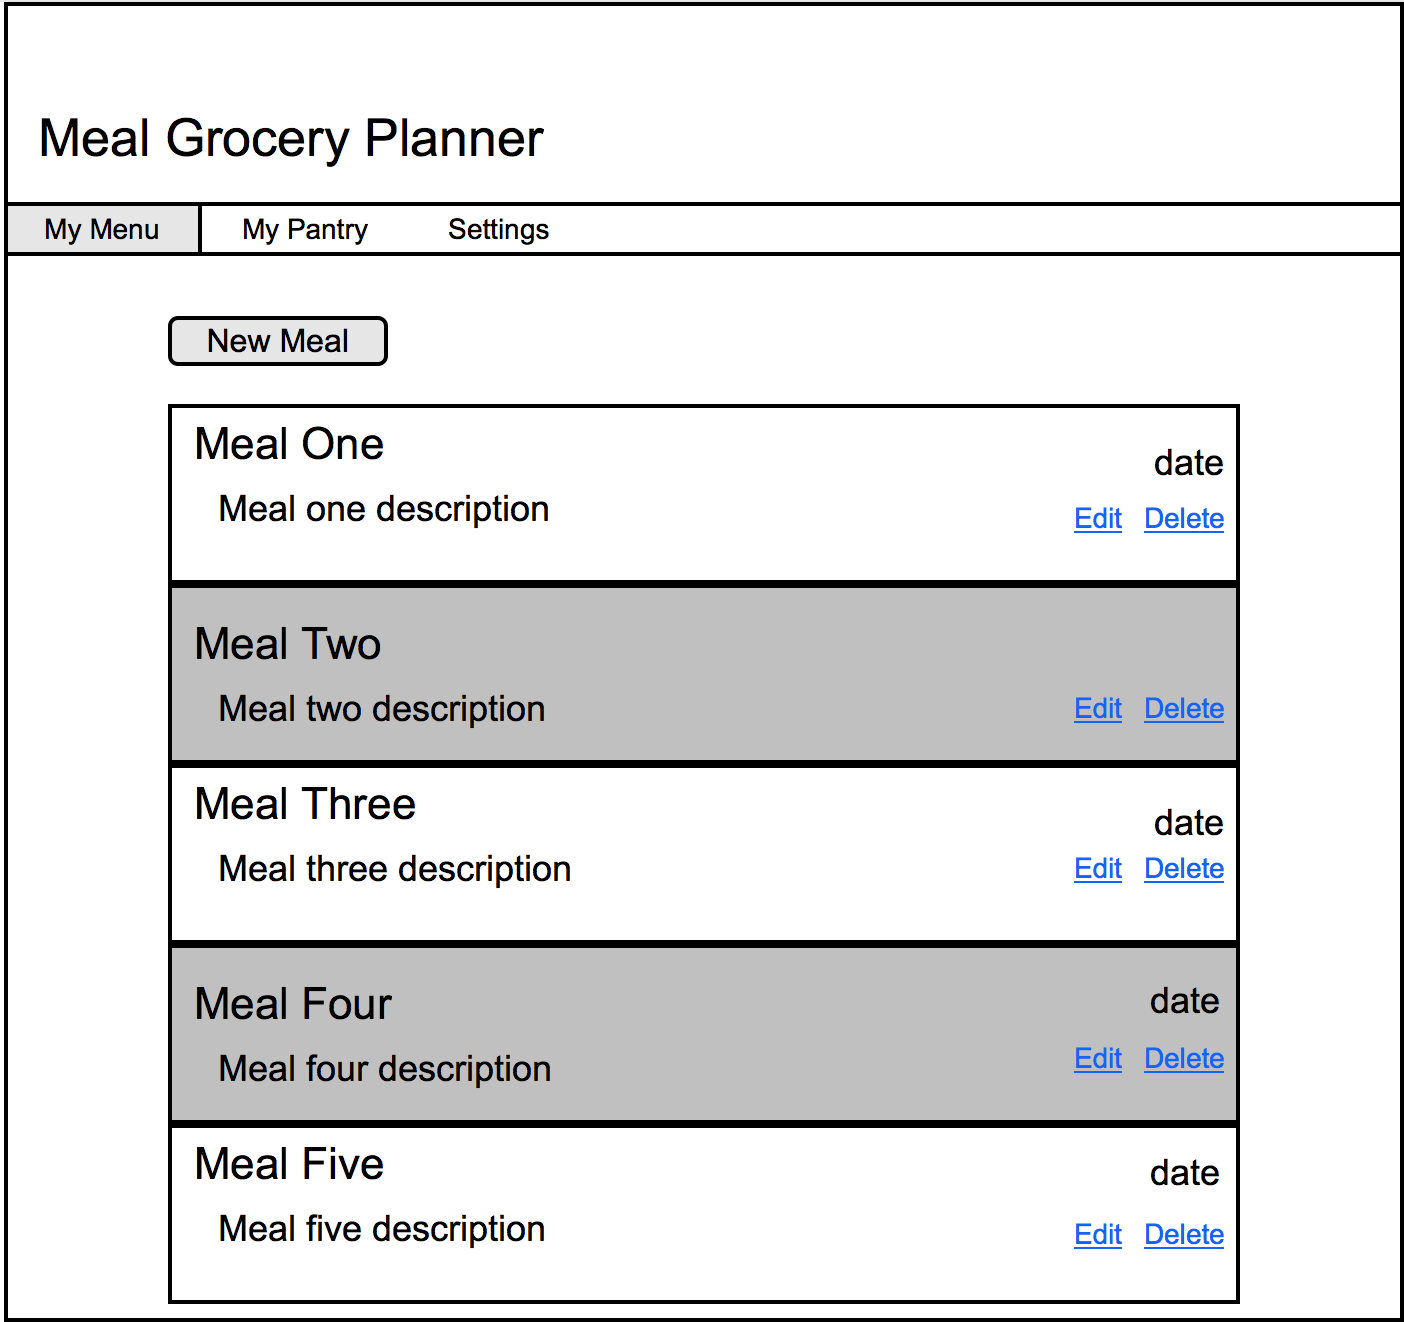 Meal Grocery Planner
My Menu My Pantry Settings
New Meal
Meal One
date
Meal one description
Edit Delete
Meal Two
Meal two description
Edit Delete
Meal Three
date
Meal three description
Edit Delete
Meal Four
date
Meal four description
Edit Delete
Meal Five
date
Meal five description
Edit Delete